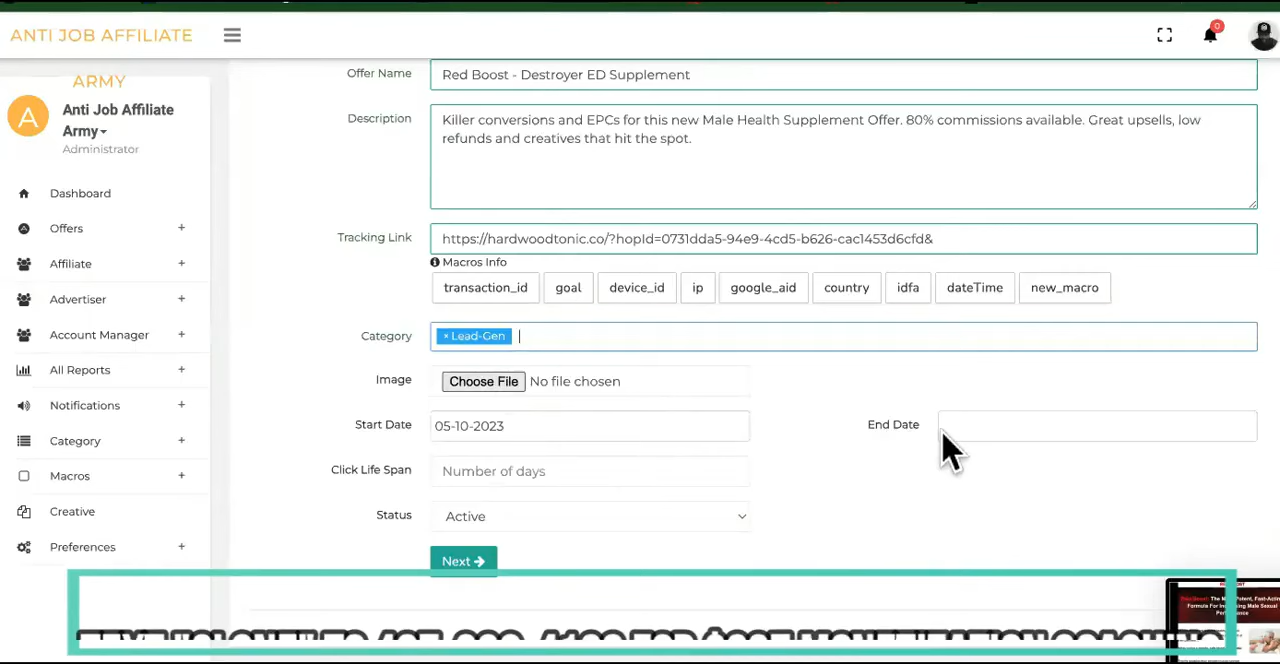 ANTI JOB AFFILIATE
0
ARMY
A
Anti Job Affiliate
Army
Administrator
Dashboard
Offers +
Affiliate +
Advertiser +
Account Manager +
All Reports +
Notifications +
Category +
Macros +
Creative
Preferences +
Offer Name Red Boost - Destroyer ED Supplement
Description Killer conversions and EPCs for this new Male Health Supplement Offer. 80% commissions available. Great upsells, low
refunds and creatives that hit the spot.
Tracking Link https://hardwoodtonic.co/?hopId=0731dda5-94e9-4cd5-b626-cac1453d6cfd&
Macros Info
transaction_id goal device_id ip google_aid country idfa dateTime new_macro
Category × Lead-Gen
Image Choose File No file chosen
Start Date 05-10-2023 End Date
Click Life Span Number of days
Status Active
Next